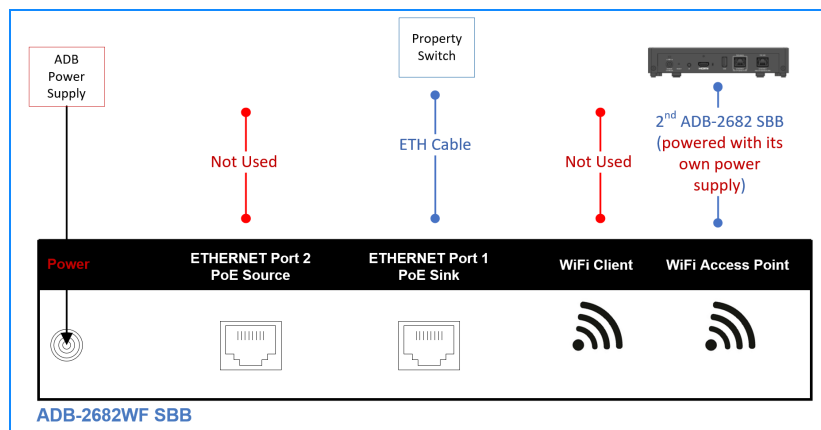 ADB
Power
Supply
Property
Switch
Not Used
ETH Cable
Not Used
2nd ADB-2682 SBB
(powered with its
own power
supply)
Power
ETHERNET Port 2
PoE Source
ETHERNET Port 1
PoE Sink
WiFi Client
WiFi Access Point
ADB-2682WF SBB